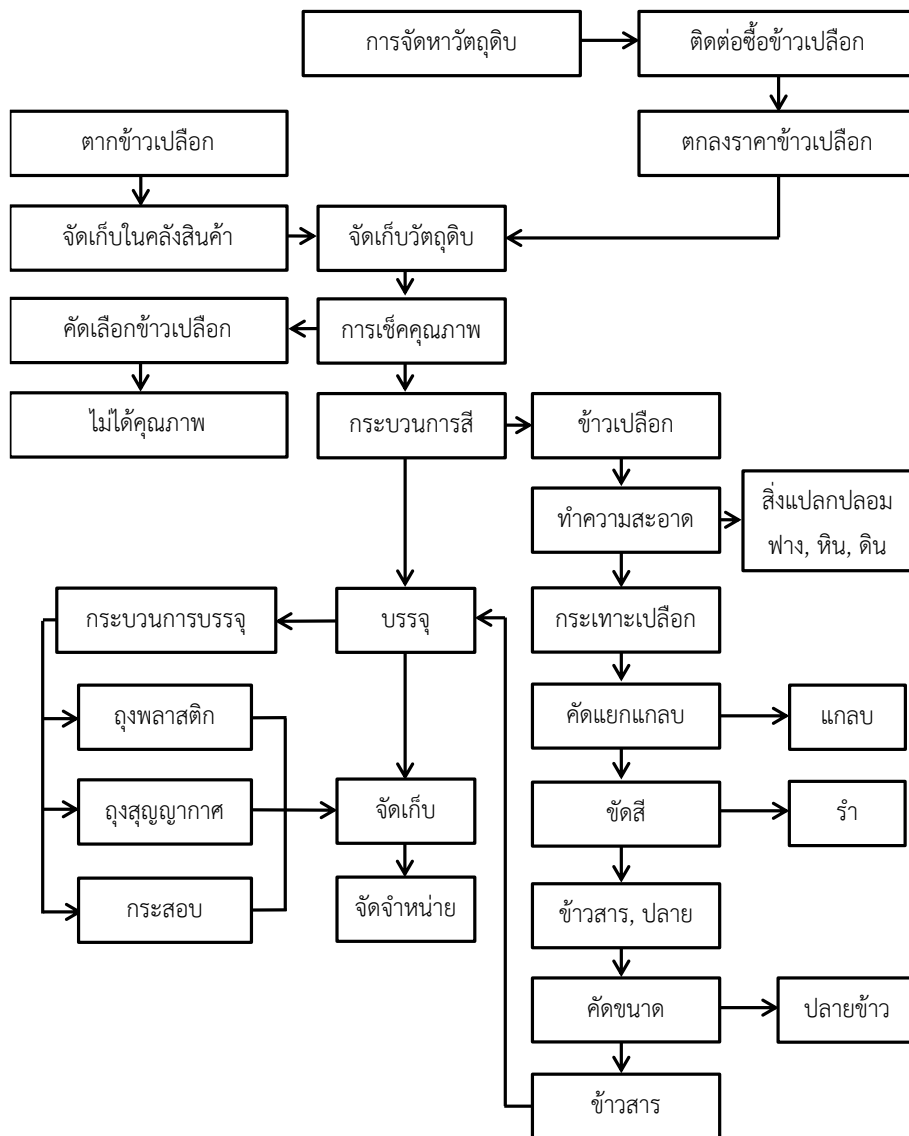 การจัดหาวัตถุดิบ
ติดต่อซื้อข้าวเปลือก
ตากข้าวเปลือก
ตกลงราคาข้าวเปลือก
จัดเก็บในคลังสินค้า
จัดเก็บวัตถุดิบ
คัดเลือกข้าวเปลือก
การเช็คคุณภาพ
ไม่ได้คุณภาพ
กระบวนการสี
ข้าวเปลือก
ทำความสะอาด
สิ่งแปลกปลอม
ฟาง, หิน, ดิน
กระบวนการบรรจุ
บรรจุ
กระเทาะเปลือก
ถุงพลาสติก
คัดแยกแกลบ
แกลบ
ถุงสุญญากาศ
จัดเก็บ
ขัดสี
รำ
กระสอบ
จัดจำหน่าย
ข้าวสาร, ปลาย
คัดขนาด
ปลายข้าว
ข้าวสาร